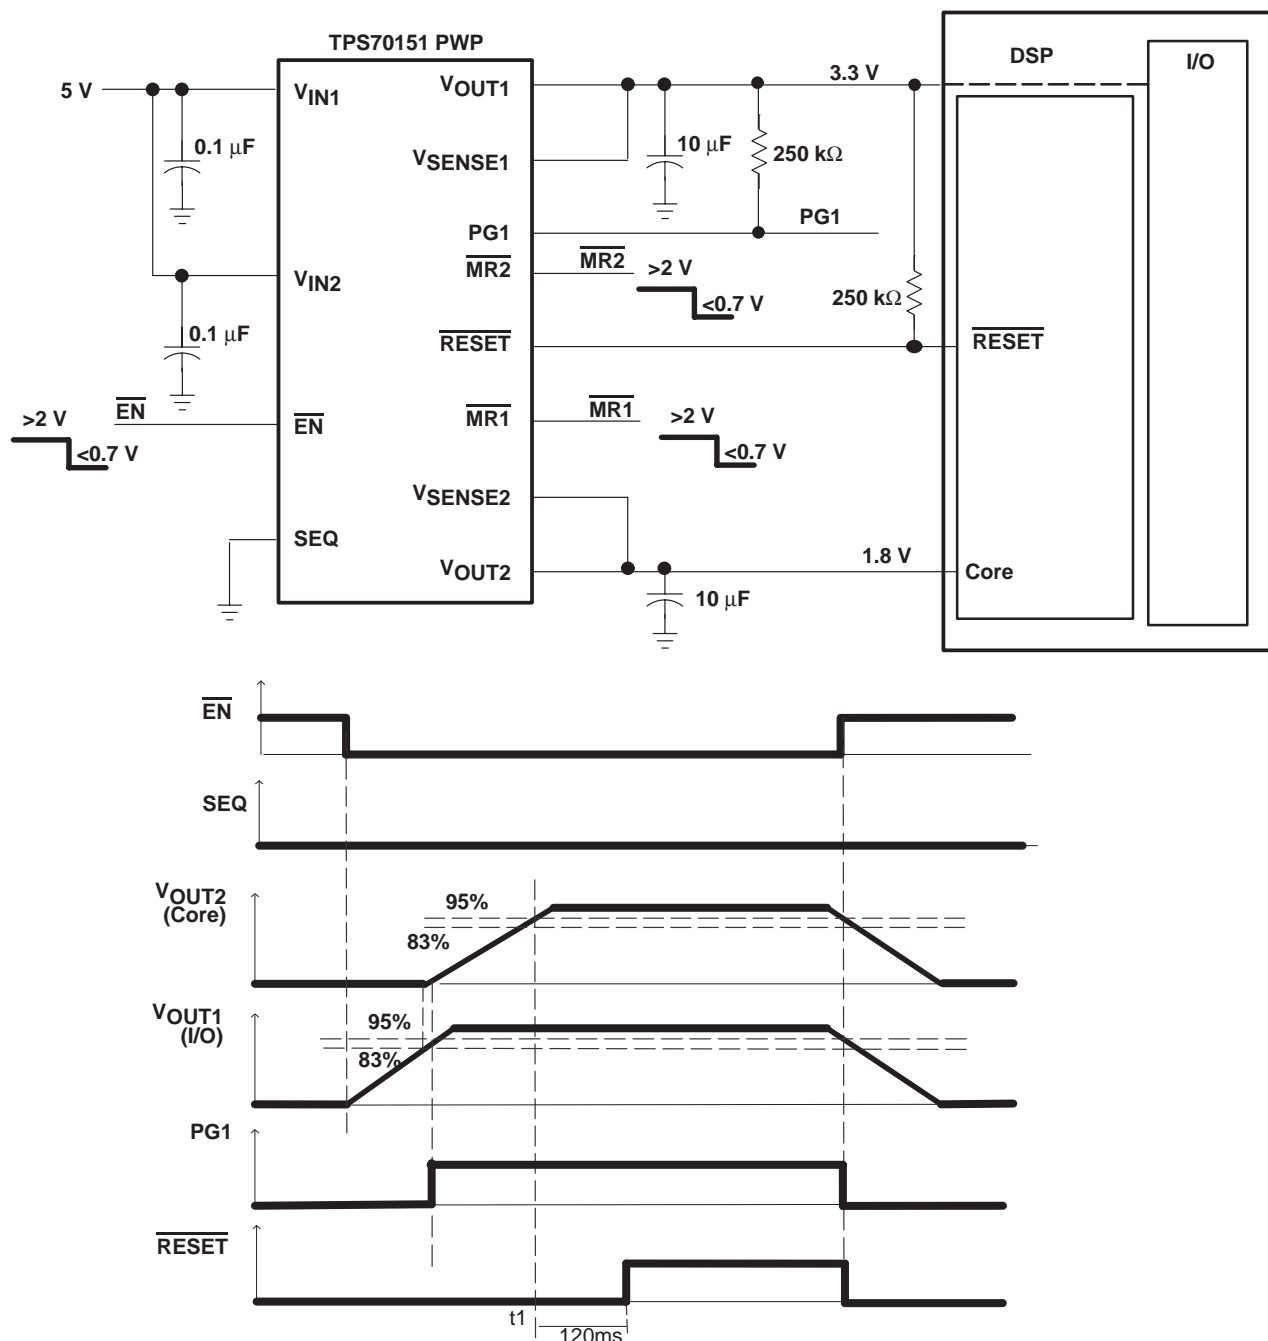 TPS70151 PWP
DSP
I/O
5 V
VIN1
VOUT1
3.3 V
0.1 μF
VSENSE1
10 μF
250 kΩ
PG1
PG1
MR2
MR2
>2 V
<0.7 V
VIN2
250 kΩ
0.1 μF
RESET
RESET
EN
EN
>2 V
<0.7 V
MR1
MR1
>2 V
<0.7 V
VSENSE2
SEQ
VOUT2
1.8 V
Core
10 μF
EN
SEQ
VOUT2
(Core)
95%
83%
VOUT1
(I/O)
95%
83%
PG1
RESET
t1
120ms